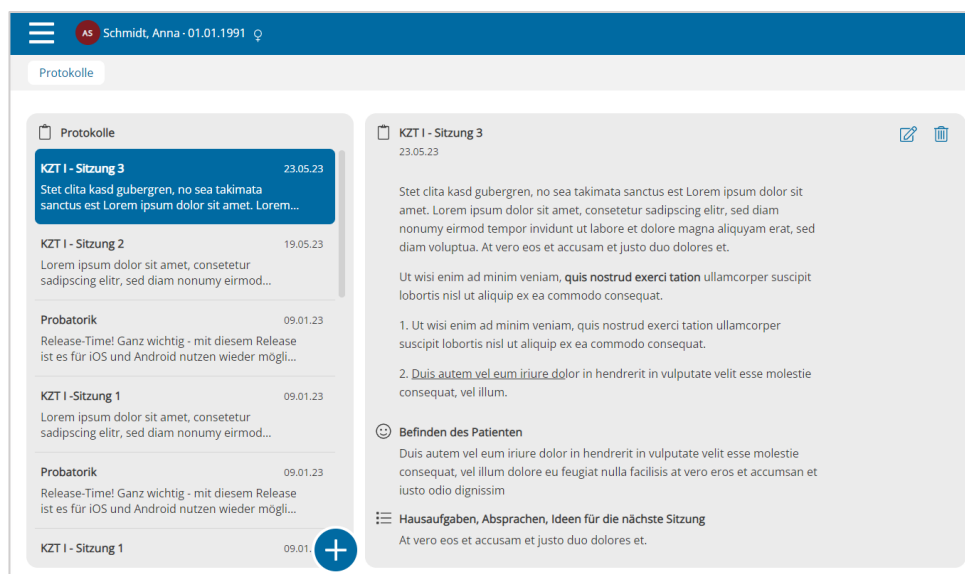 AS Schmidt, Anna · 01.01.1991 ♀
Protokolle
Protokolle
KZT I - Sitzung 3 23.05.23
Stet clita kasd gubergren, no sea takimata
sanctus est Lorem ipsum dolor sit amet. Lorem...
KZT I - Sitzung 2 19.05.23
Lorem ipsum dolor sit amet, consetetur
sadipscing elitr, sed diam nonumy eirmod...
Probatorik 09.01.23
Release-Time! Ganz wichtig - mit diesem Release
ist es für iOS und Android nutzen wieder mögli...
KZT I -Sitzung 1 09.01.23
Lorem ipsum dolor sit amet, consetetur
sadipscing elitr, sed diam nonumy eirmod...
Probatorik 09.01.23
Release-Time! Ganz wichtig - mit diesem Release
ist es für iOS und Android nutzen wieder mögli...
KZT I - Sitzung 1 09.01.
KZT I - Sitzung 3
23.05.23
Stet clita kasd gubergren, no sea takimata sanctus est Lorem ipsum dolor sit
amet. Lorem ipsum dolor sit amet, consetetur sadipscing elitr, sed diam
nonumy eirmod tempor invidunt ut labore et dolore magna aliquyam erat, sed
diam voluptua. At vero eos et accusam et justo duo dolores et.
Ut wisi enim ad minim veniam, quis nostrud exerci tation ullamcorper suscipit
lobortis nisl ut aliquip ex ea commodo consequat.
1. Ut wisi enim ad minim veniam, quis nostrud exerci tation ullamcorper
suscipit lobortis nisl ut aliquip ex ea commodo consequat.
2. Duis autem vel eum iriure dolor in hendrerit in vulputate velit esse molestie
consequat, vel illum.
Befinden des Patienten
Duis autem vel eum iriure dolor in hendrerit in vulputate velit esse molestie
consequat, vel illum dolore eu feugiat nulla facilisis at vero eros et accumsan et
iusto odio dignissim
Hausaufgaben, Absprachen, Ideen für die nächste Sitzung
At vero eos et accusam et justo duo dolores et.